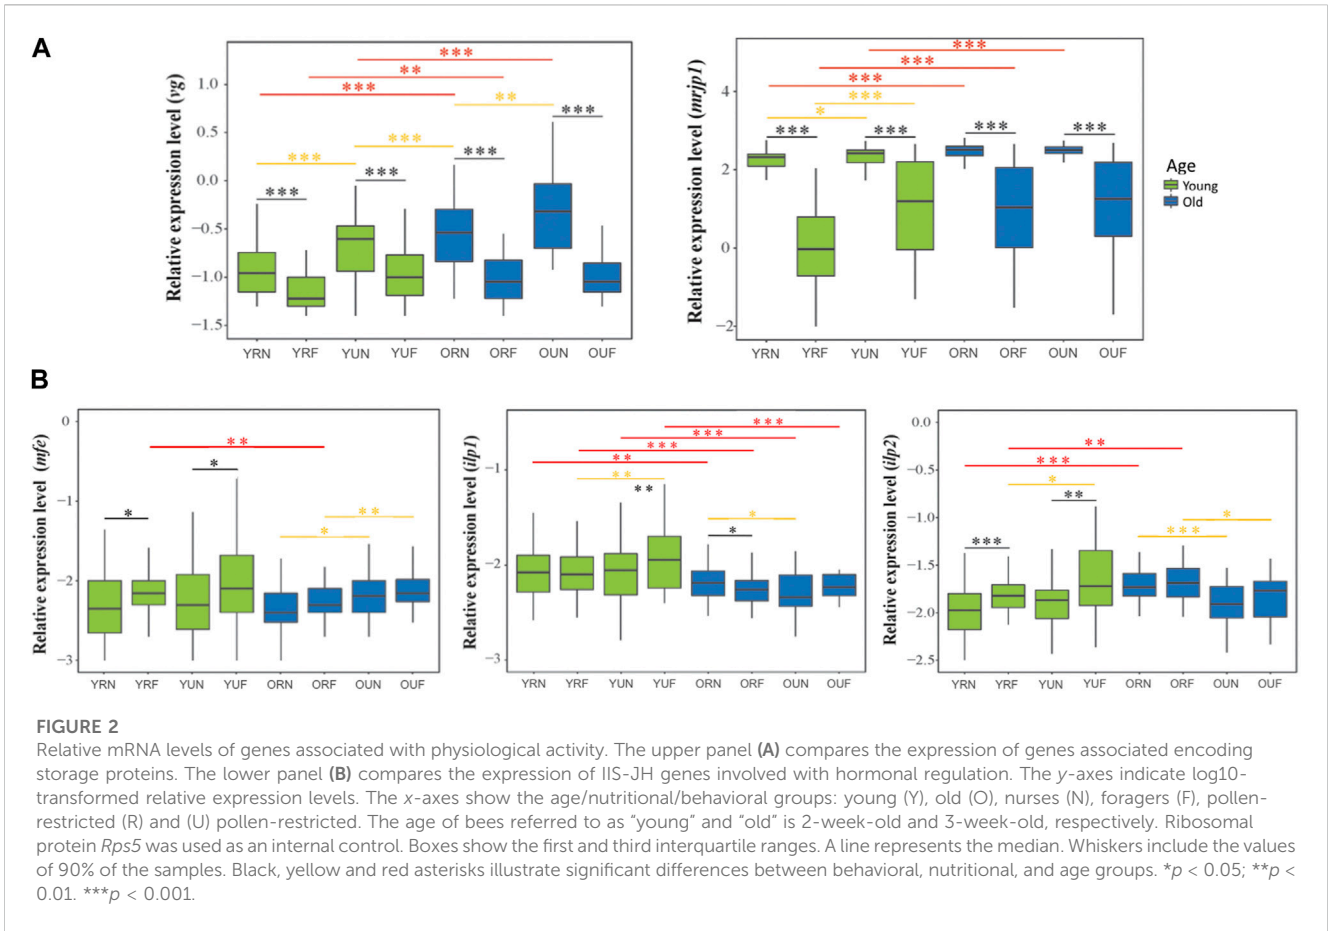 A
Relative expression level (vg)
1.0
0.5
0.0
−0.5
−1.0
−1.5
***
**
***
**
***
***
***
***
***
***
YRN YRF YUN YUF ORN ORF OUN OUF
Relative expression level (mrjp1)
4
2
0
−2
***
***
***
***
*
***
***
***
***
YRN YRF YUN YUF ORN ORF OUN OUF
Age
Young
Old
B
Relative expression level (mfe)
0
−1
−2
−3
**
*
*
**
*
YRN YRF YUN YUF ORN ORF OUN OUF
Relative expression level (ilp1)
−1
−2
−3
***
***
***
**
**
**
*
*
YRN YRF YUN YUF ORN ORF OUN OUF
Relative expression level (ilp2)
0.0
−0.5
−1.0
−1.5
−2.0
−2.5
**
***
*
**
*
***
***
YRN YRF YUN YUF ORN ORF OUN OUF
FIGURE 2
Relative mRNA levels of genes associated with physiological activity. The upper panel (A) compares the expression of genes associated encoding
storage proteins. The lower panel (B) compares the expression of IIS-JH genes involved with hormonal regulation. The y-axes indicate log10-
transformed relative expression levels. The x-axes show the age/nutritional/behavioral groups: young (Y), old (O), nurses (N), foragers (F), pollen-
restricted (R) and (U) pollen-restricted. The age of bees referred to as “young” and “old” is 2-week-old and 3-week-old, respectively. Ribosomal
protein Rps5 was used as an internal control. Boxes show the first and third interquartile ranges. A line represents the median. Whiskers include the values
of 90% of the samples. Black, yellow and red asterisks illustrate significant differences between behavioral, nutritional, and age groups. *p < 0.05; **p <
0.01. ***p < 0.001.